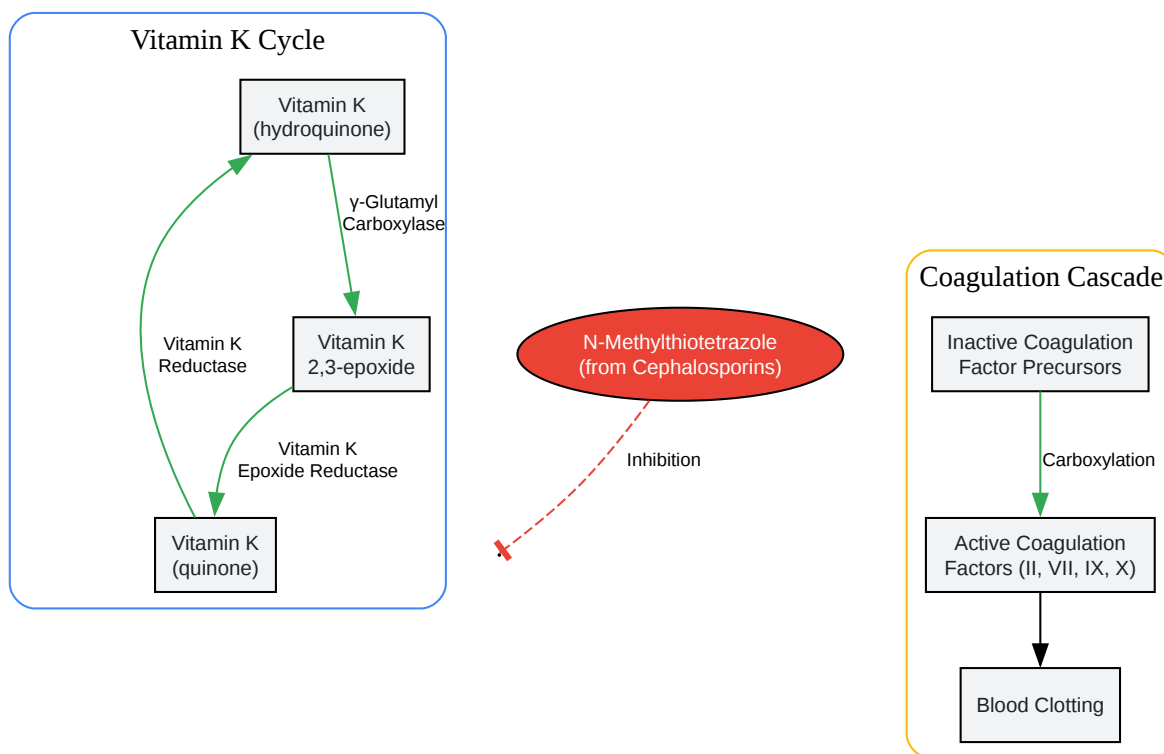 Vitamin K Cycle
Vitamin K
(hydroquinone)
γ-Glutamyl
Carboxylase
Vitamin K
2,3-epoxide
Vitamin K
Reductase
Vitamin K
Epoxide Reductase
Vitamin K
(quinone)
N-Methylthiotetrazole
(from Cephalosporins)
Inhibition
Coagulation Cascade
Inactive Coagulation
Factor Precursors
Carboxylation
Active Coagulation
Factors (II, VII, IX, X)
Blood Clotting